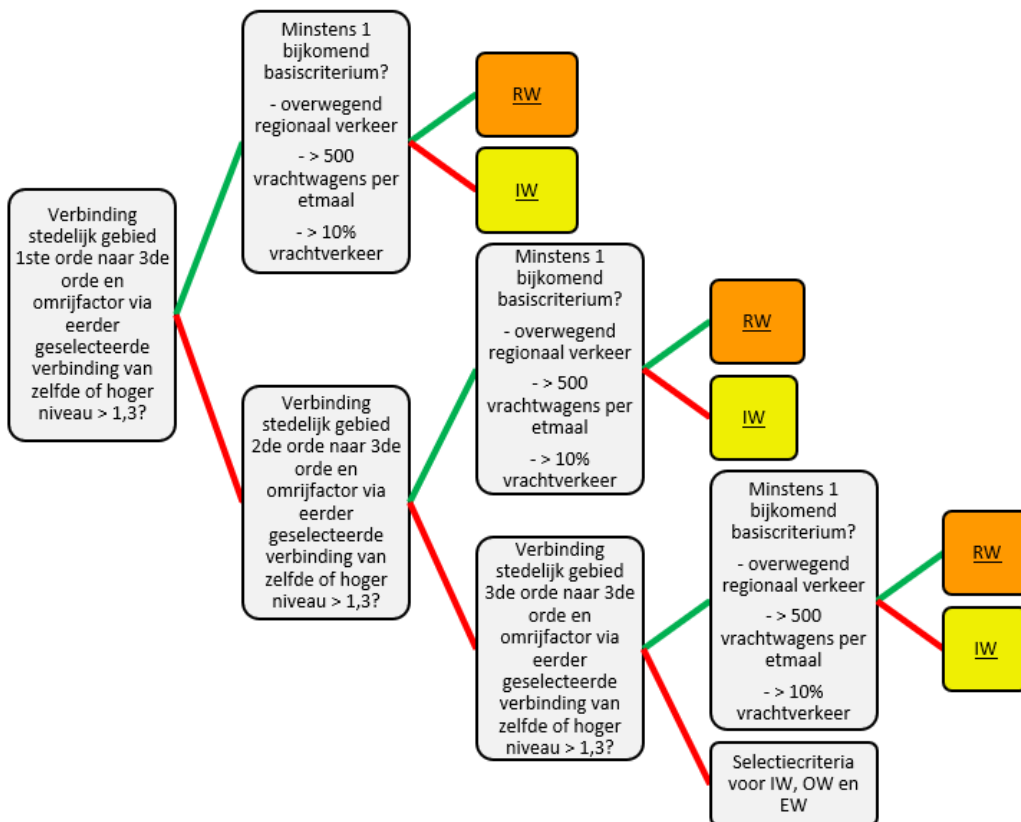 Verbinding
stedelijk gebied
1ste orde naar 3de
orde en
omrijfactor via
eerder
geselecteerde
verbinding van
zelfde of hoger
niveau > 1,3?
Minstens 1
bijkomend
basiscriterium?
- overwegend
regionaal verkeer
- > 500
vrachtwagens per
etmaal
- > 10%
vrachtverkeer
RW
IW
Verbinding
stedelijk gebied
2de orde naar 3de
orde en
omrijfactor via
eerder
geselecteerde
verbinding van
zelfde of hoger
niveau > 1,3?
Minstens 1
bijkomend
basiscriterium?
- overwegend
regionaal verkeer
- > 500
vrachtwagens per
etmaal
- > 10%
vrachtverkeer
RW
IW
Verbinding
stedelijk gebied
3de orde naar 3de
orde en
omrijfactor via
eerder
geselecteerde
verbinding van
zelfde of hoger
niveau > 1,3?
Minstens 1
bijkomend
basiscriterium?
- overwegend
regionaal verkeer
- > 500
vrachtwagens per
etmaal
- > 10%
vrachtverkeer
RW
IW
Selectiecriteria
voor IW, OW en
EW